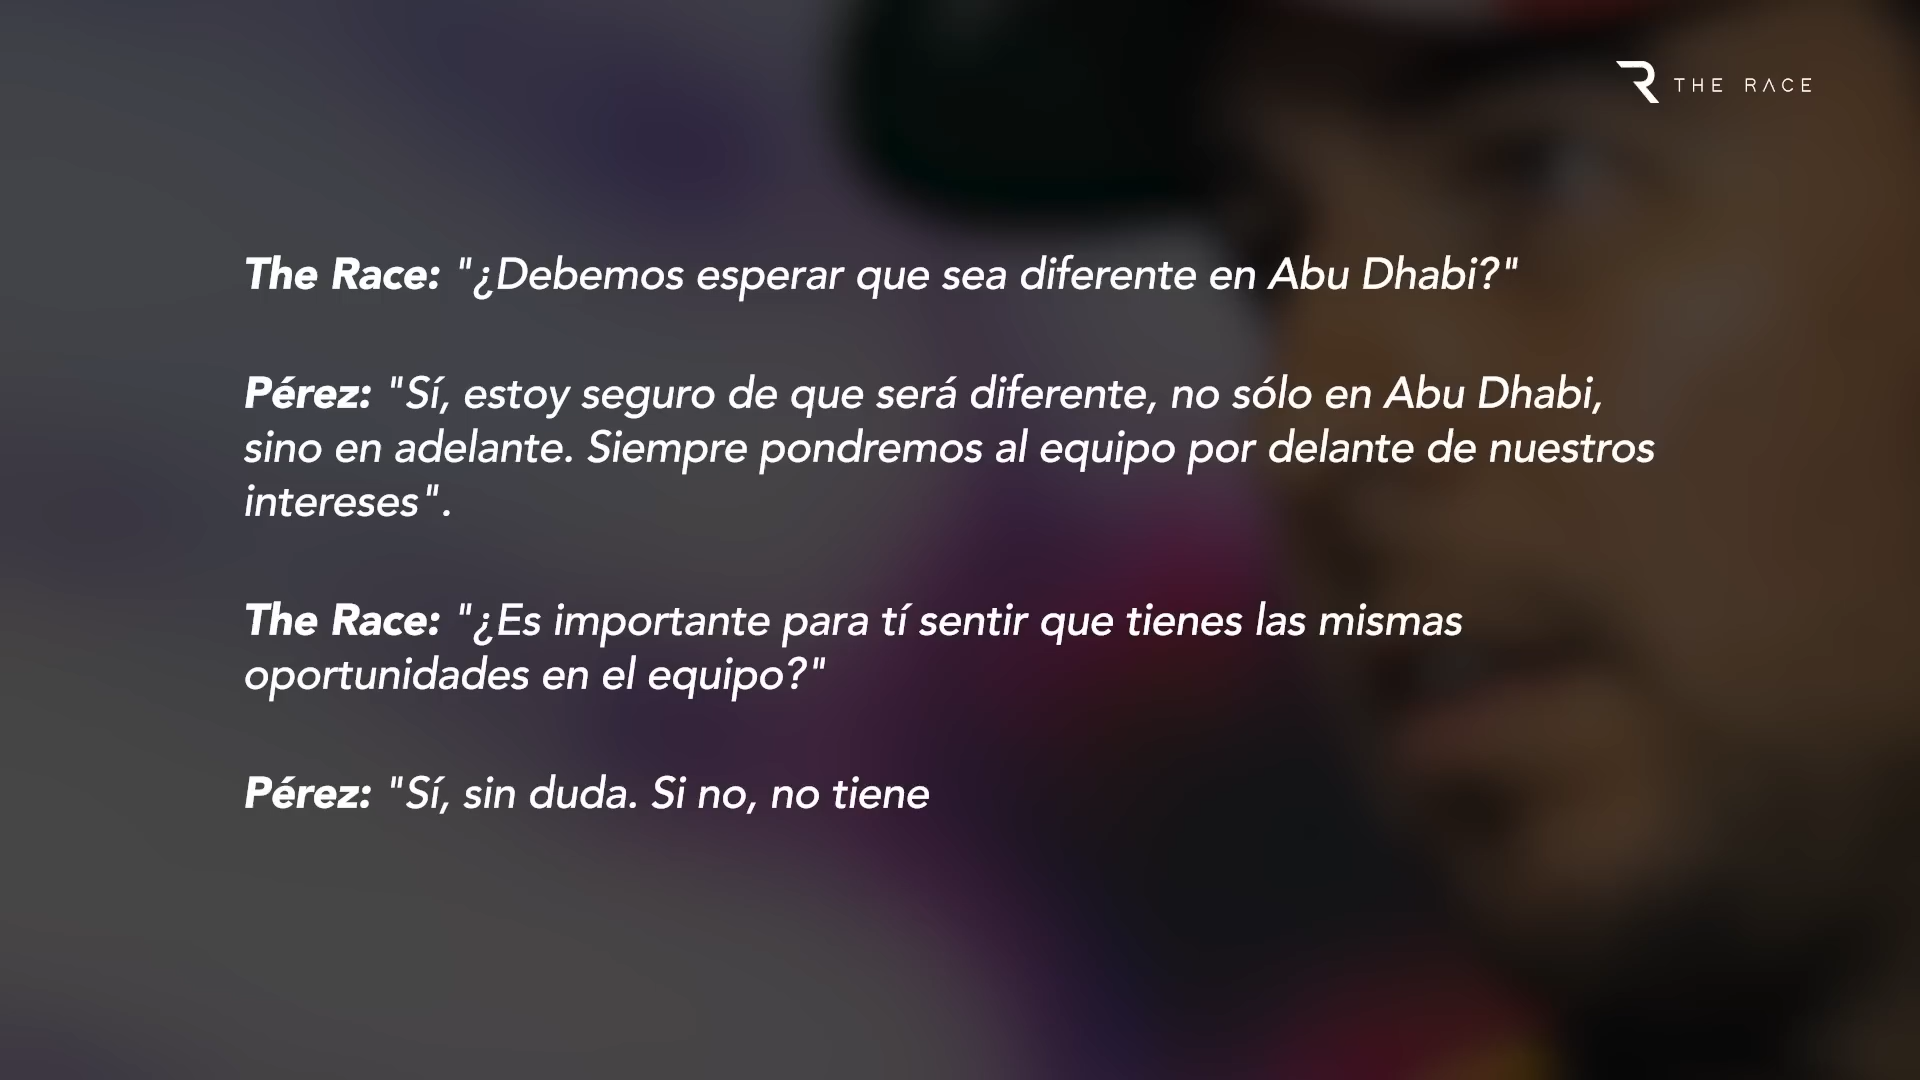 THE RACE
The Race: "¿Debemos esperar que sea diferente en Abu Dhabi?"
Pérez: "Sí, estoy seguro de que será diferente, no sólo en Abu Dhabi,
sino en adelante. Siempre pondremos al equipo por delante de nuestros
intereses".
The Race: "¿Es importante para tí sentir que tienes las mismas
oportunidades en el equipo?"
Pérez: "Sí, sin duda. Si no, no tiene